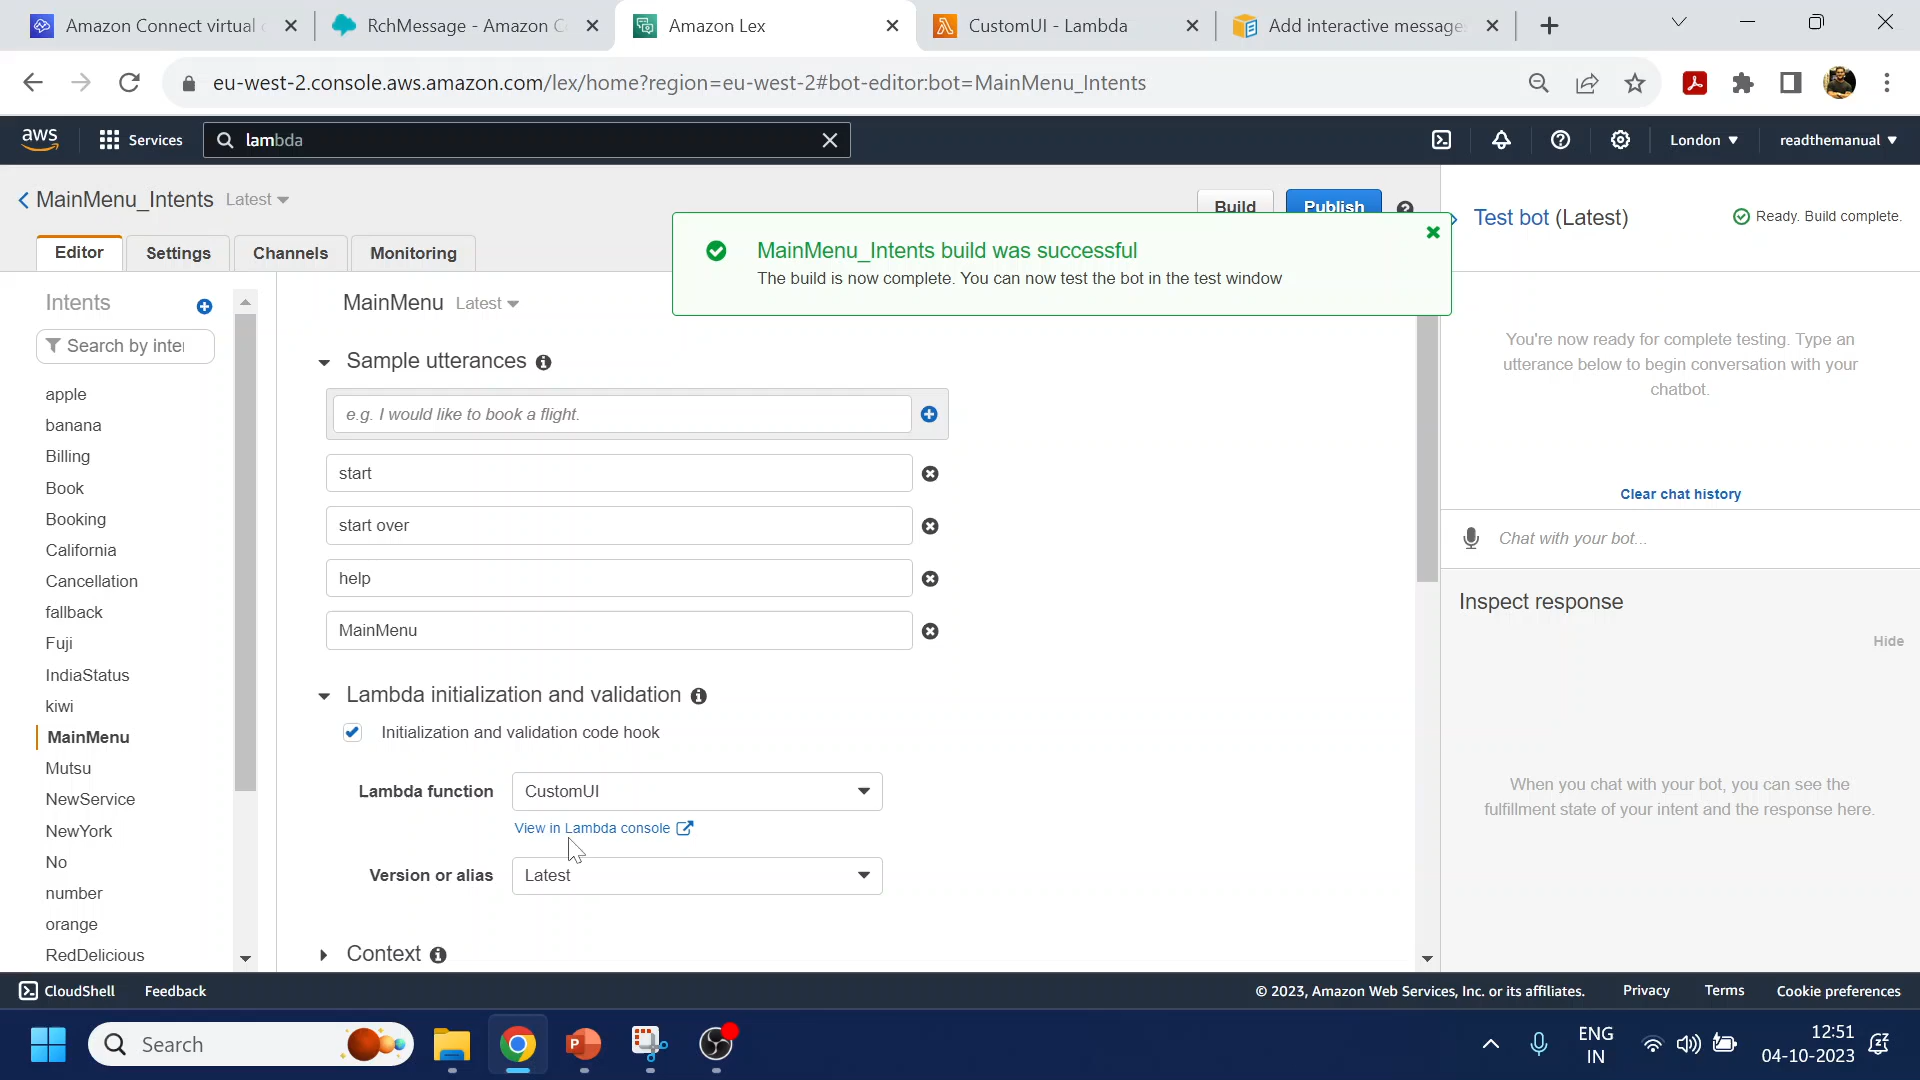 Amazon Connect virtual c
RchMessage - Amazon C
Amazon Lex
CustomUI - Lambda
Add interactive message
eu-west-2.console.aws.amazon.com/lex/home?region=eu-west-2#bot-editor:bot=MainMenu_Intents
aws
Services
lambda
London
readthemanual
MainMenu_Intents Latest
Build
Publish
Test bot (Latest)
Ready. Build complete.
Editor
Settings
Channels
Monitoring
MainMenu_Intents build was successful
The build is now complete. You can now test the bot in the test window
Intents
Search by inte
apple
banana
Billing
Book
Booking
California
Cancellation
fallback
Fuji
IndiaStatus
kiwi
MainMenu
Mutsu
NewService
NewYork
No
number
orange
RedDelicious
MainMenu Latest
Sample utterances
e.g. I would like to book a flight.
start
start over
help
MainMenu
Lambda initialization and validation
Initialization and validation code hook
Lambda function CustomUI
View in Lambda console
Version or alias Latest
Context
You're now ready for complete testing. Type an
utterance below to begin conversation with your
chatbot.
Clear chat history
Chat with your bot...
Inspect response
Hide
When you chat with your bot, you can see the
fulfillment state of your intent and the response here.
CloudShell
Feedback
© 2023, Amazon Web Services, Inc. or its affiliates.
Privacy
Terms
Cookie preferences
Search
ENG
IN
12:51
04-10-2023